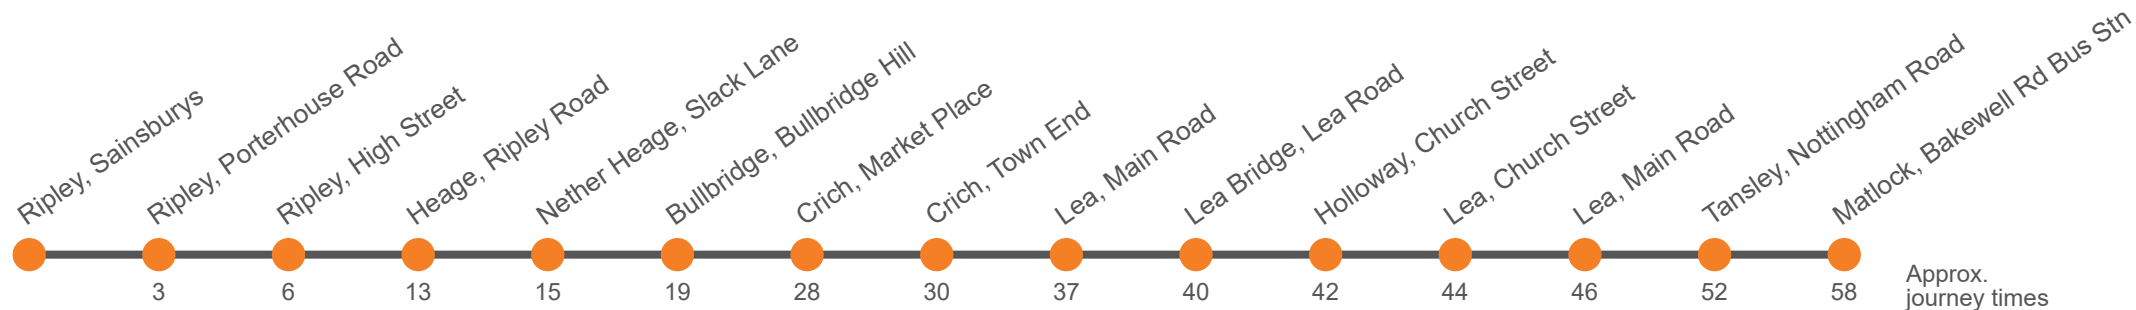 Ripley, Sainsburys
Ripley, Porterhouse Road
Ripley, High Street
Heage, Ripley Road
Nether Heage, Slack Lane
Bullbridge, Bullbridge Hill
Crich, Market Place
Crich, Town End
Lea, Main Road
Lea Bridge, Lea Road
Holloway, Church Street
Lea, Church Street
Lea, Main Road
Tansley, Nottingham Road
Matlock, Bakewell Rd Bus Stn
3 6 13 15 19 28 30 37 40 42 44 46 52 58
Approx.
journey times